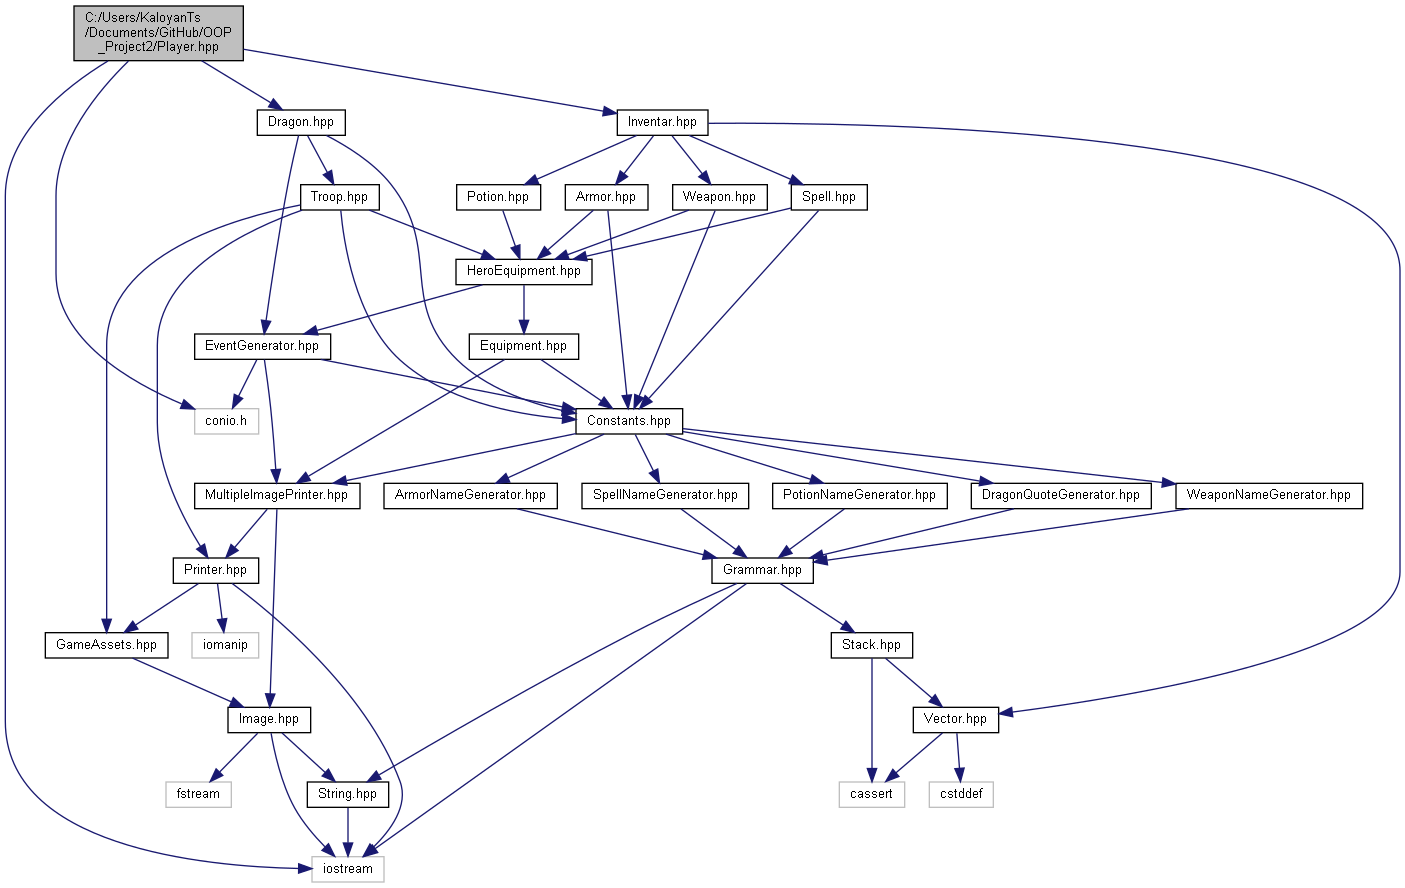 C:/Users/KaloyanTs
/Documents/GitHub/OOP
_Project2/Player.hpp
Dragon.hpp
Inventar.hpp
Troop.hpp
Potion.hpp
Armor.hpp
Weapon.hpp
Spell.hpp
HeroEquipment.hpp
EventGenerator.hpp
Equipment.hpp
conio.h
Constants.hpp
MultipleImagePrinter.hpp
ArmorNameGenerator.hpp
SpellNameGenerator.hpp
PotionNameGenerator.hpp
DragonQuoteGenerator.hpp
WeaponNameGenerator.hpp
Printer.hpp
Grammar.hpp
GameAssets.hpp
iomanip
Stack.hpp
Image.hpp
Vector.hpp
fstream
String.hpp
cassert
cstddef
iostream